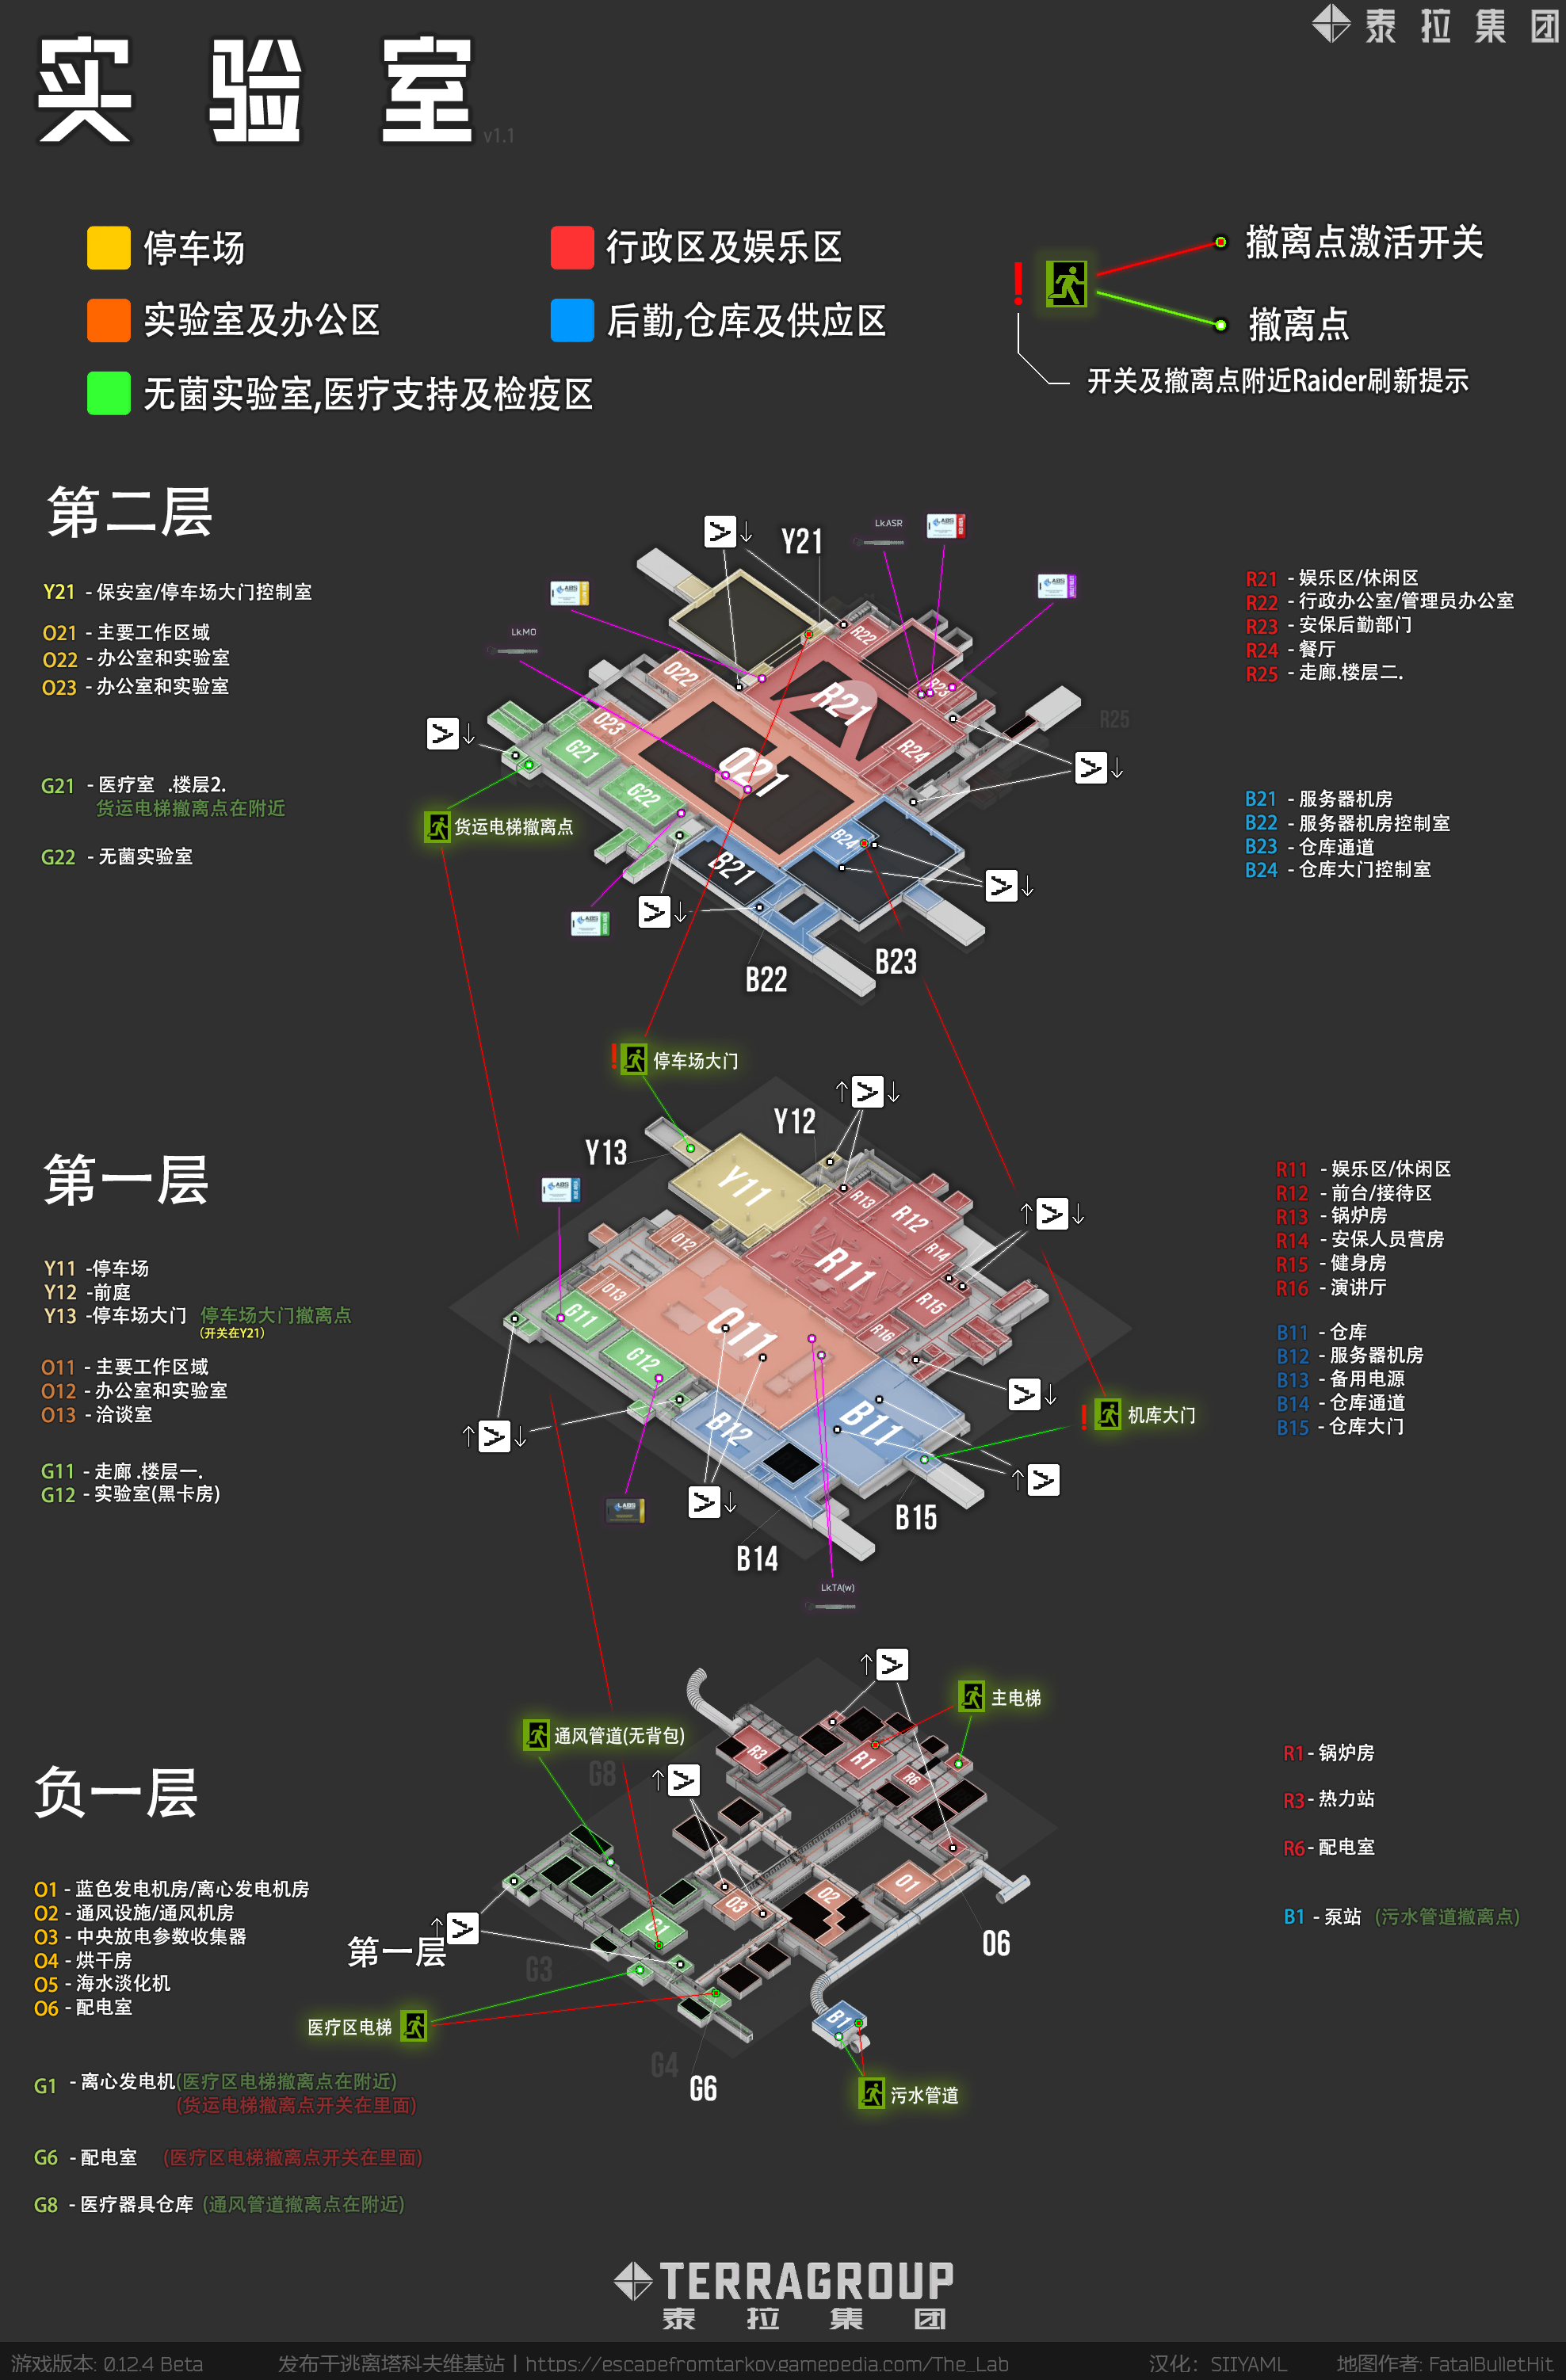 泰拉集团
实验室
v1.1
停车场
行政区及娱乐区
撤离点激活开关
实验室及办公区
后勤,仓库及供应区
撤离点
无菌实验室,医疗支持及检疫区
!
开关及撤离点附近Raider刷新提示
第二层
Y21 - 保安室/停车场大门控制室
O21 - 主要工作区域
O22 - 办公室和实验室
O23 - 办公室和实验室
G21 - 医疗室 .楼层2.
货运电梯撤离点在附近
G22 - 无菌实验室
Y21
Lk.ASR
Lk.MO
R22
R23
O22
R21
O23
R24
R25
G21
O21
G22
B24
B21
B22
B23
货运电梯撤离点
R21 - 娱乐区/休闲区
R22 - 行政办公室/管理员办公室
R23 - 安保后勤部门
R24 - 餐厅
R25 - 走廊.楼层二.
B21 - 服务器机房
B22 - 服务器机房控制室
B23 - 仓库通道
B24 - 仓库大门控制室
! 停车场大门
第一层
Y11 -停车场
Y12 -前庭
Y13 -停车场大门 停车场大门撤离点
(开关在Y21)
O11 - 主要工作区域
O12 - 办公室和实验室
O13 - 洽谈室
G11 - 走廊 .楼层一.
G12 - 实验室(黑卡房)
Y12
Y13
Y11
R13
R12
R14
O12
R11
O13
R15
G11
O11
R16
G12
B11
B12
B15
B14
LABS
Lk.TA(w)
! 机库大门
R11 - 娱乐区/休闲区
R12 - 前台/接待区
R13 - 锅炉房
R14 - 安保人员营房
R15 - 健身房
R16 - 演讲厅
B11 - 仓库
B12 - 服务器机房
B13 - 备用电源
B14 - 仓库通道
B15 - 仓库大门
主电梯
通风管道(无背包)
负一层
O1 - 蓝色发电机房/离心发电机房
O2 - 通风设施/通风机房
O3 - 中央放电参数收集器
O4 - 烘干房
O5 - 海水淡化机
O6 - 配电室
第一层
医疗区电梯
G1 - 离心发电机(医疗区电梯撤离点在附近)
(货运电梯撤离点开关在里面)
G6 - 配电室 (医疗区电梯撤离点开关在里面)
G8 - 医疗器具仓库 (通风管道撤离点在附近)
R3
R1
G8
R6
O1
O2
O3
G1
O6
G3
B1
G4
G6
污水管道
R1 - 锅炉房
R3 - 热力站
R6 - 配电室
B1 - 泵站 (污水管道撤离点)
TERRAGROUP
泰拉集团
游戏版本: 0.12.4 Beta
发布于逃离塔科夫维基站 | https://escapefromtarkov.gamepedia.com/The_Lab
汉化: SIIYAML
地图作者: FatalBulletHit